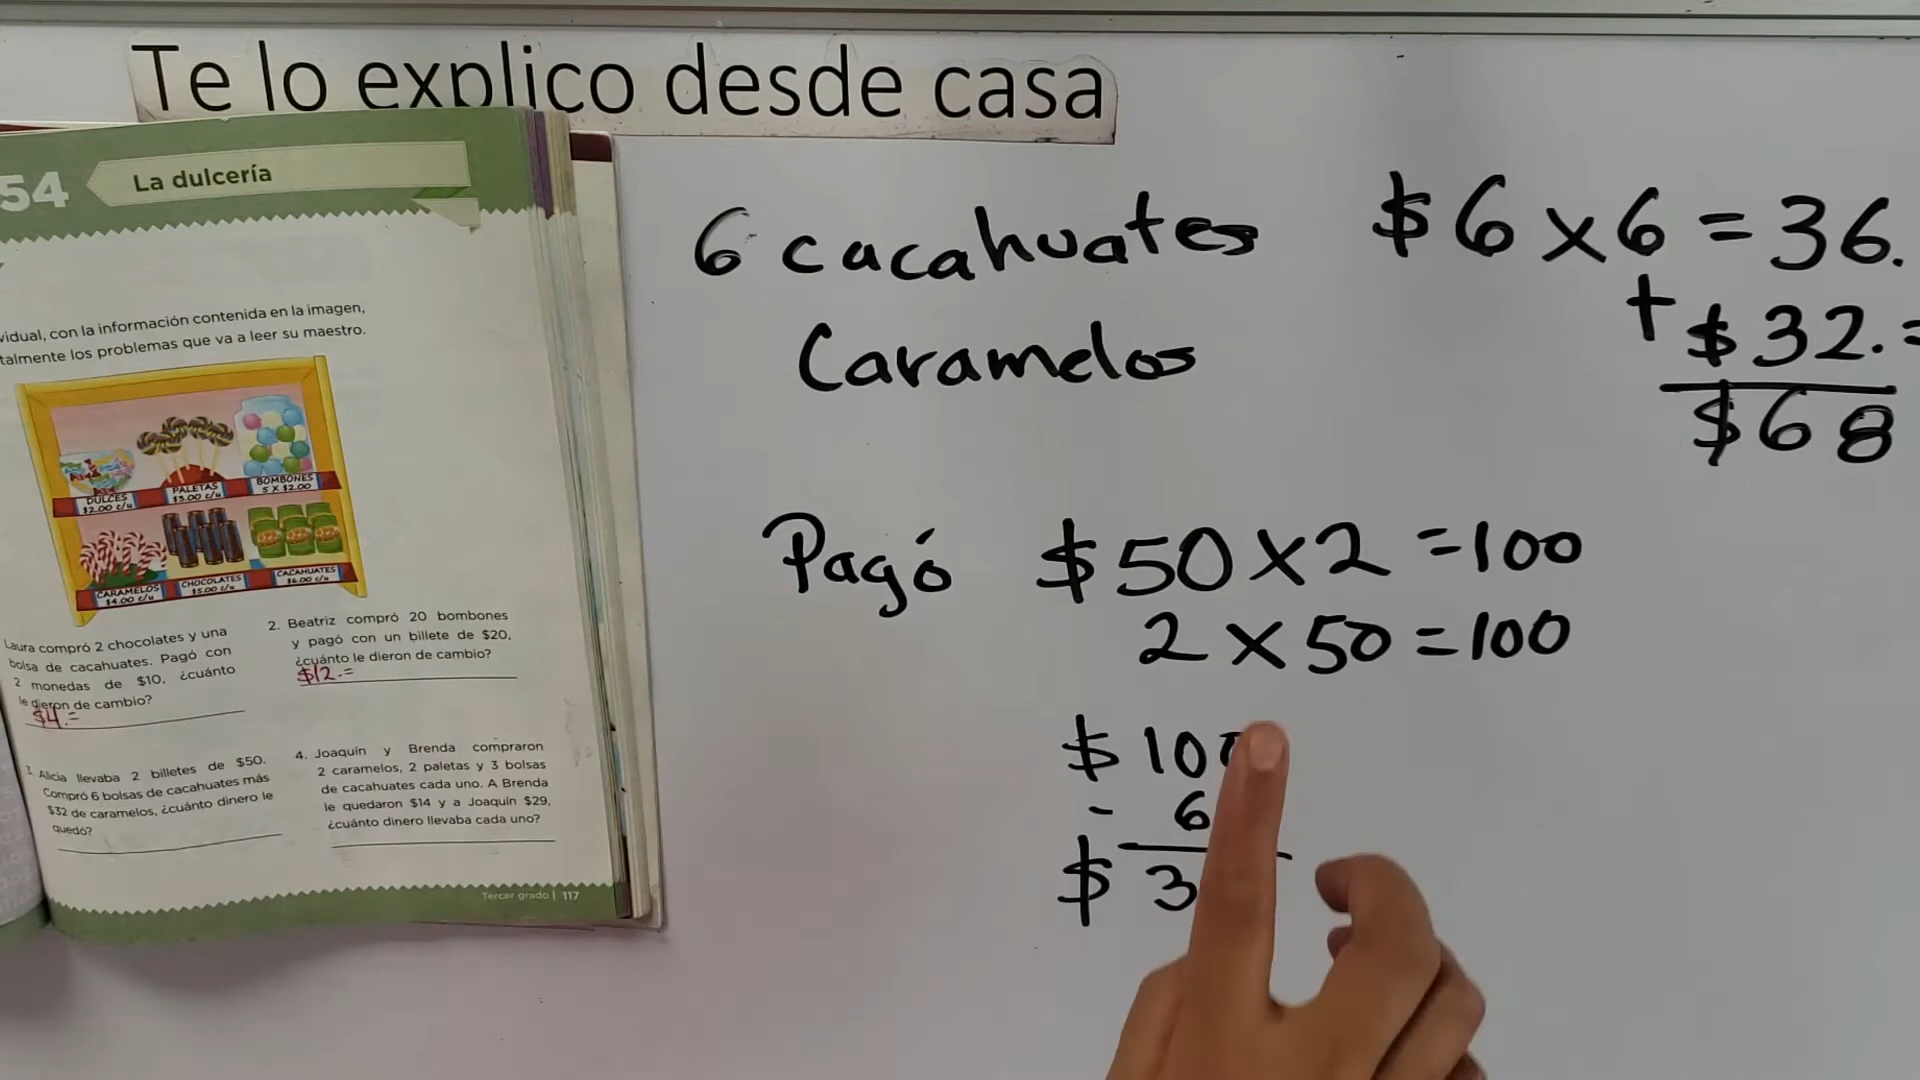 Te lo explico desde casa
54
La dulcería
vidual, con la información contenida en la imagen,
talmente los problemas que va a leer su maestro.
DULCES
$2.00 c/u
PALETAS
$3.00 c/u
BOMBONES
5 X $2.00
CARAMELOS
$4.00 c/u
CHOCOLATES
$5.00 c/u
CACAHUATES
$6.00 c/u
Laura compró 2 chocolates y una
bolsa de cacahuates. Pagó con
2 monedas de $10, ¿cuánto
le dieron de cambio?
$4.=
2. Beatriz compró 20 bombones
y pagó con un billete de $20,
¿cuánto le dieron de cambio?
$12.=
Alicia llevaba 2 billetes de $50.
Compró 6 bolsas de cacahuates más
$32 de caramelos, ¿cuánto dinero le
quedó?
4. Joaquín y Brenda compraron
2 caramelos, 2 paletas y 3 bolsas
de cacahuates cada uno. A Brenda
le quedaron $14 y a Joaquín $29,
¿cuánto dinero llevaba cada uno?
Tercer grado | 117
6 cacahuates $6 x 6 = 36.
Caramelos + $32.=
$68
Pagó $50 x 2 = 100
2 x 50 = 100
$ 10
- 6
$ 3